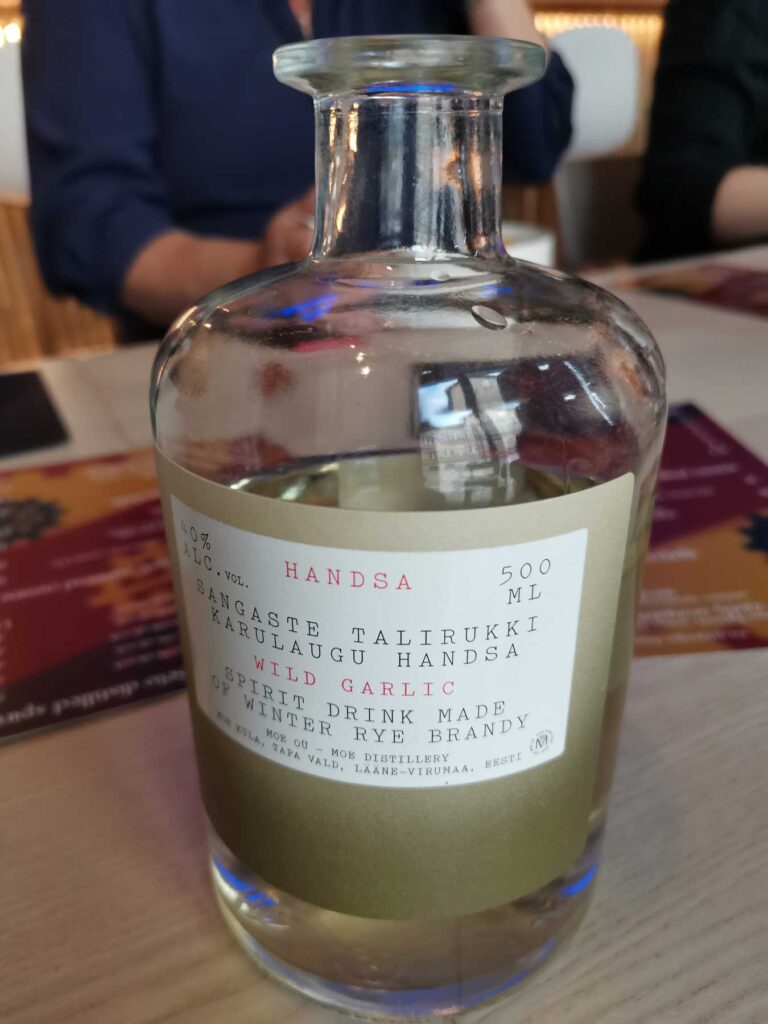 40%
ALC. VOL.
HANDSA
500
ML
SANGASTE TALIRUKKI
KARULAUGU HANDSA
WILD GARLIC
SPIRIT DRINK MADE
OF WINTER RYE BRANDY
MOE OÜ - MOE DISTILLERY
MOE KÜLA, TAPA VALD, LÄÄNE-VIRUMAA, EESTI
M
distilled